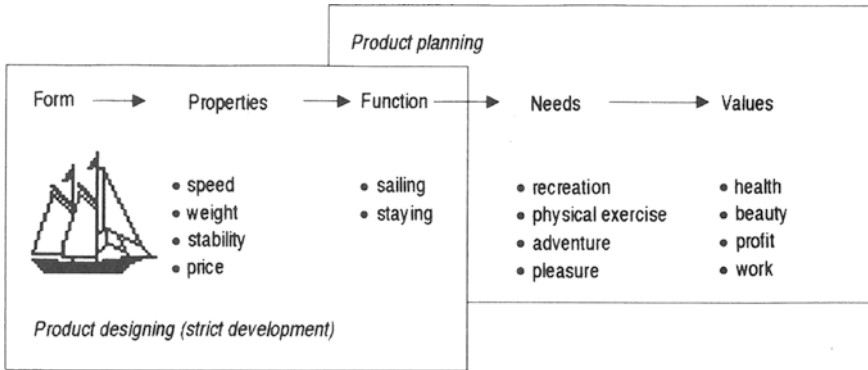 Product planning
Form
Properties
Function
Needs
Values
• speed
• weight
• stability
• price
• sailing
• staying
• recreation
• physical exercise
• adventure
• pleasure
• health
• beauty
• profit
• work
Product designing (strict development)